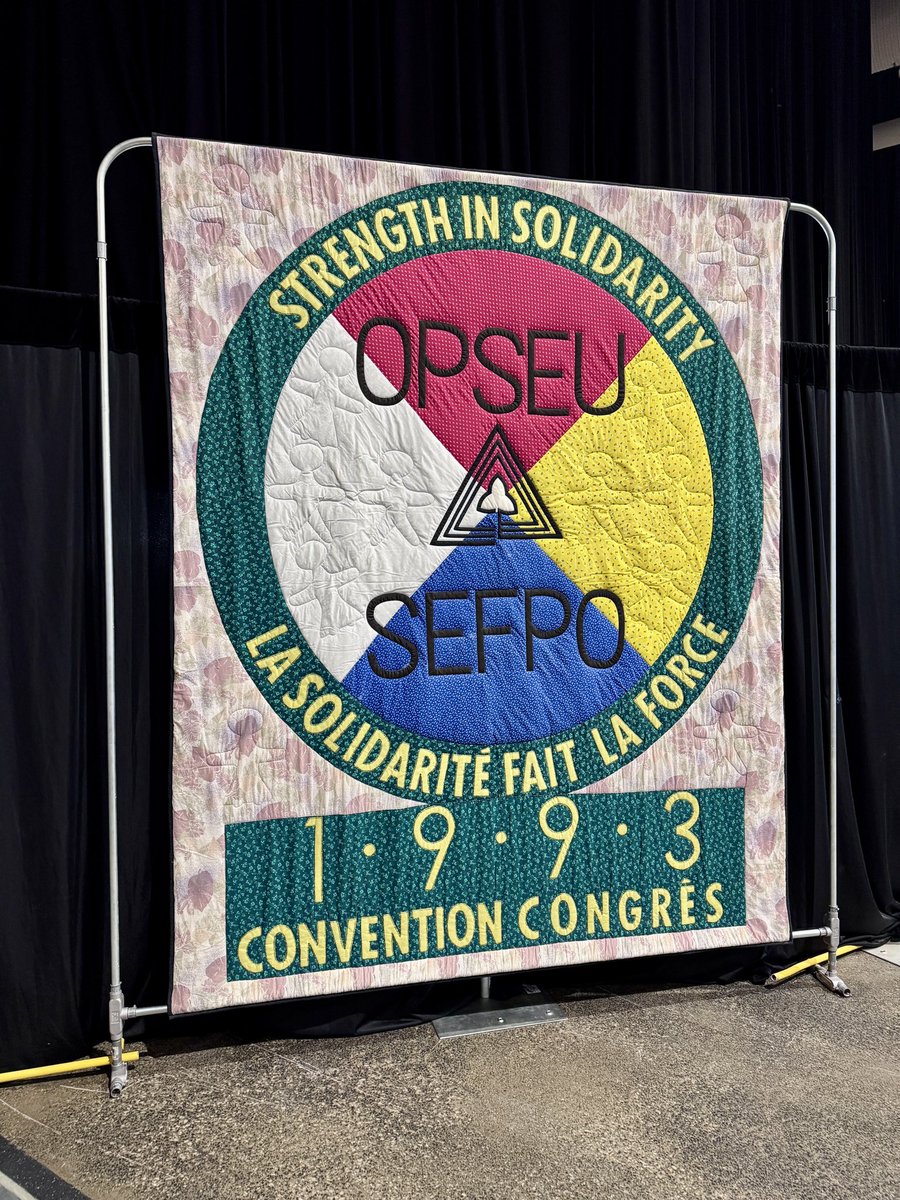 STRENGTH IN SOLIDARITY
OPSEU
SEFPO
LA SOLIDARITÉ FAIT LA FORCE
1·9·9·3
CONVENTION CONGRÈS